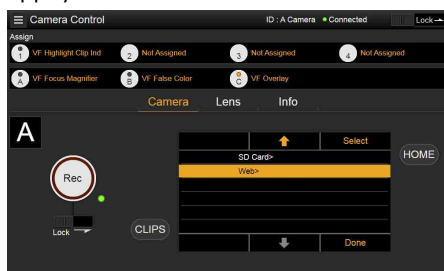 Camera Control
ID : A Camera
Connected
Lock
Assign
1 VF Highlight Clip Ind
2 Not Assigned
3 Not Assigned
4 Not Assigned
A VF Focus Magnifier
B VF False Color
C VF Overlay
Camera Lens Info
A
Select
SD Card>
Web>
HOME
Rec
Lock
CLIPS
Done